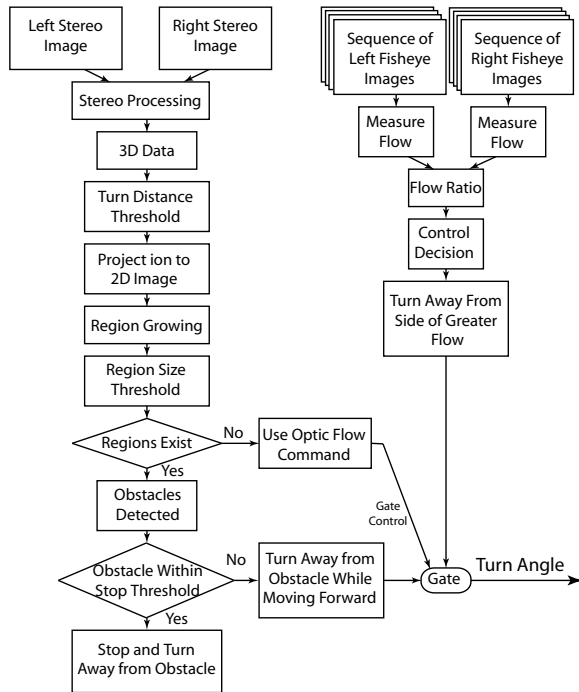 Left Stereo
Image
Right Stereo
Image
Stereo Processing
3D Data
Turn Distance
Threshold
Project ion to
2D Image
Region Growing
Region Size
Threshold
Regions Exist
No
Use Optic Flow
Command
Yes
Obstacles
Detected
Obstacle Within
Stop Threshold
No
Turn Away from
Obstacle While
Moving Forward
Yes
Stop and Turn
Away from Obstacle
Sequence of
Left Fisheye
Images
Sequence of
Right Fisheye
Images
Measure
Flow
Measure
Flow
Flow Ratio
Control
Decision
Turn Away From
Side of Greater
Flow
Gate
Control
Gate
Turn Angle